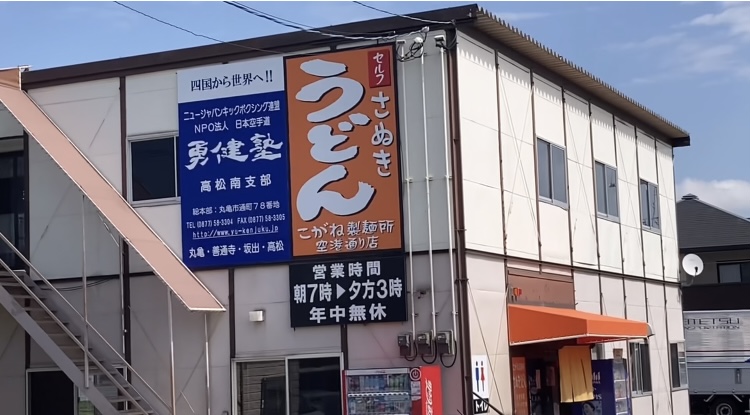 四国から世界へ!!
ニュージャパンキックボクシング連盟
NPO法人 日本空手道
勇健塾
高松南支部
総本部:丸亀市通町78番地
TEL (0877) 58-3304 FAX (0877) 58-3305
http://www.yu-kenjuku.jp
丸亀・善通寺・坂出・高松
セルフ
さぬき
うどん
こがね製麺所
空港通り店
営業時間
朝7時▶夕方3時
年中無休
トイレ